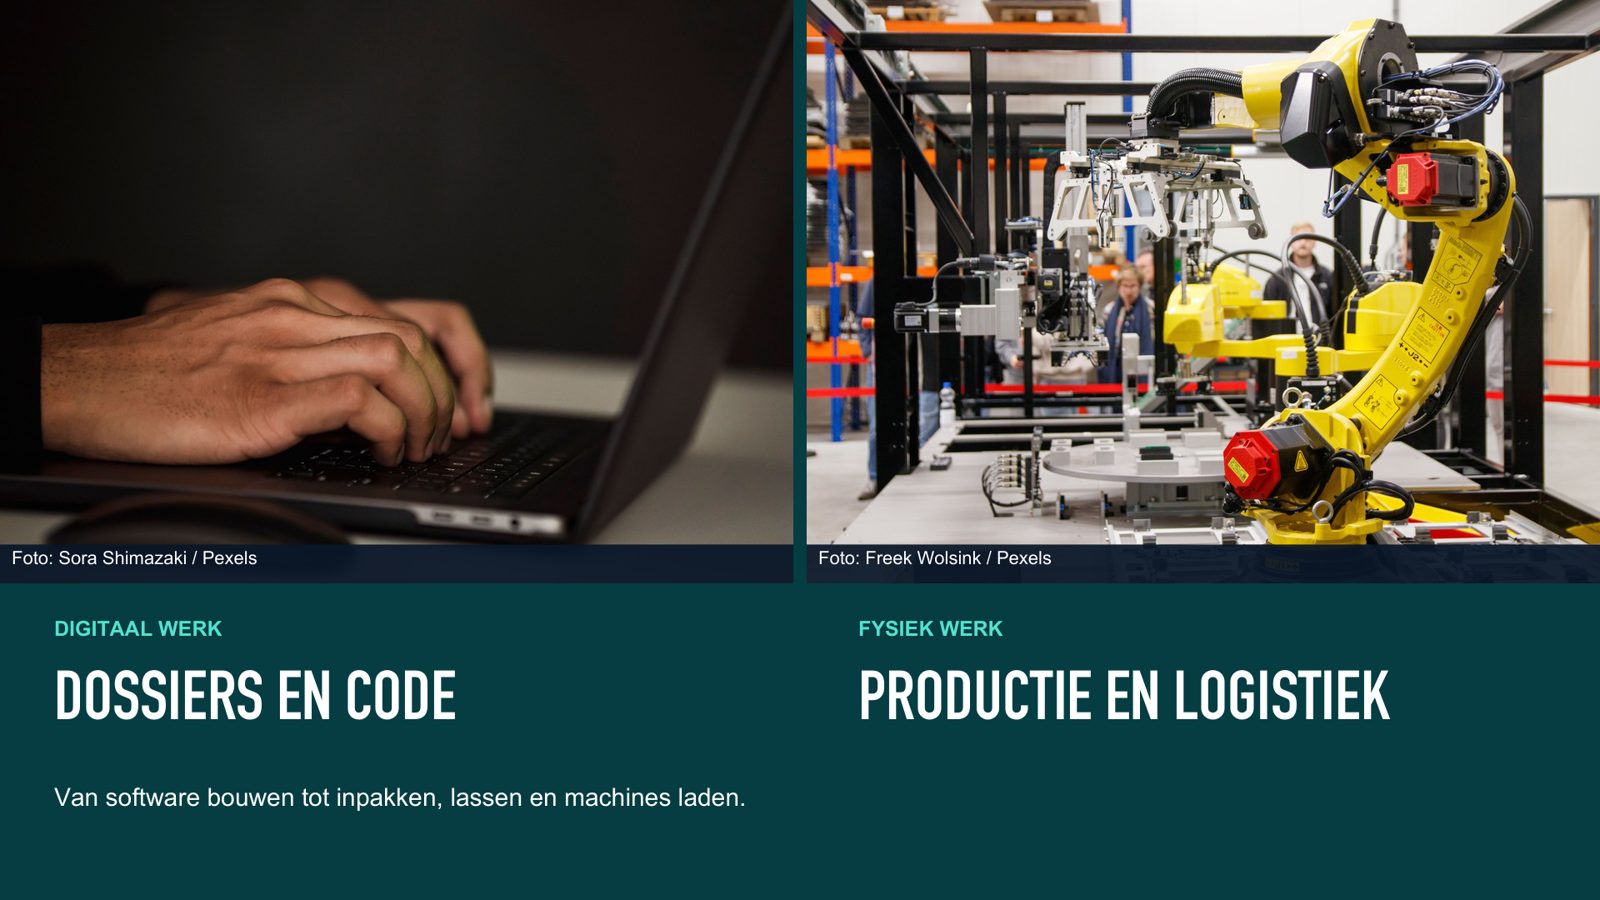 Foto: Sora Shimazaki / Pexels
Foto: Freek Wolsink / Pexels
DIGITAAL WERK
DOSSIERS EN CODE
FYSIEK WERK
PRODUCTIE EN LOGISTIEK
Van software bouwen tot inpakken, lassen en machines laden.